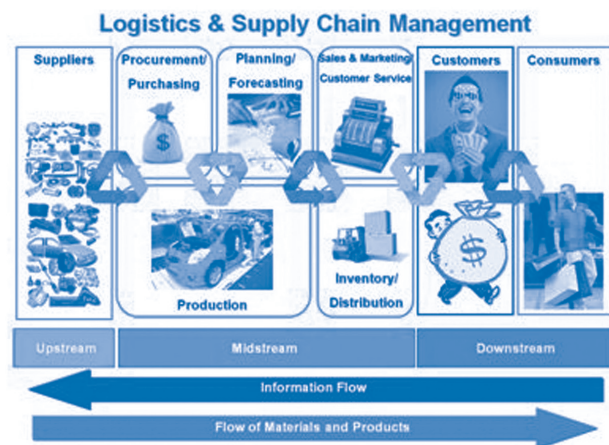 Logistics & Supply Chain Management
Suppliers
Procurement/
Purchasing
Planning/
Forecasting
Sales & Marketing/
Customer Service
Customers
Consumers
$
$
Production
Inventory/
Distribution
Upstream
Midstream
Downstream
Information Flow
Flow of Materials and Products